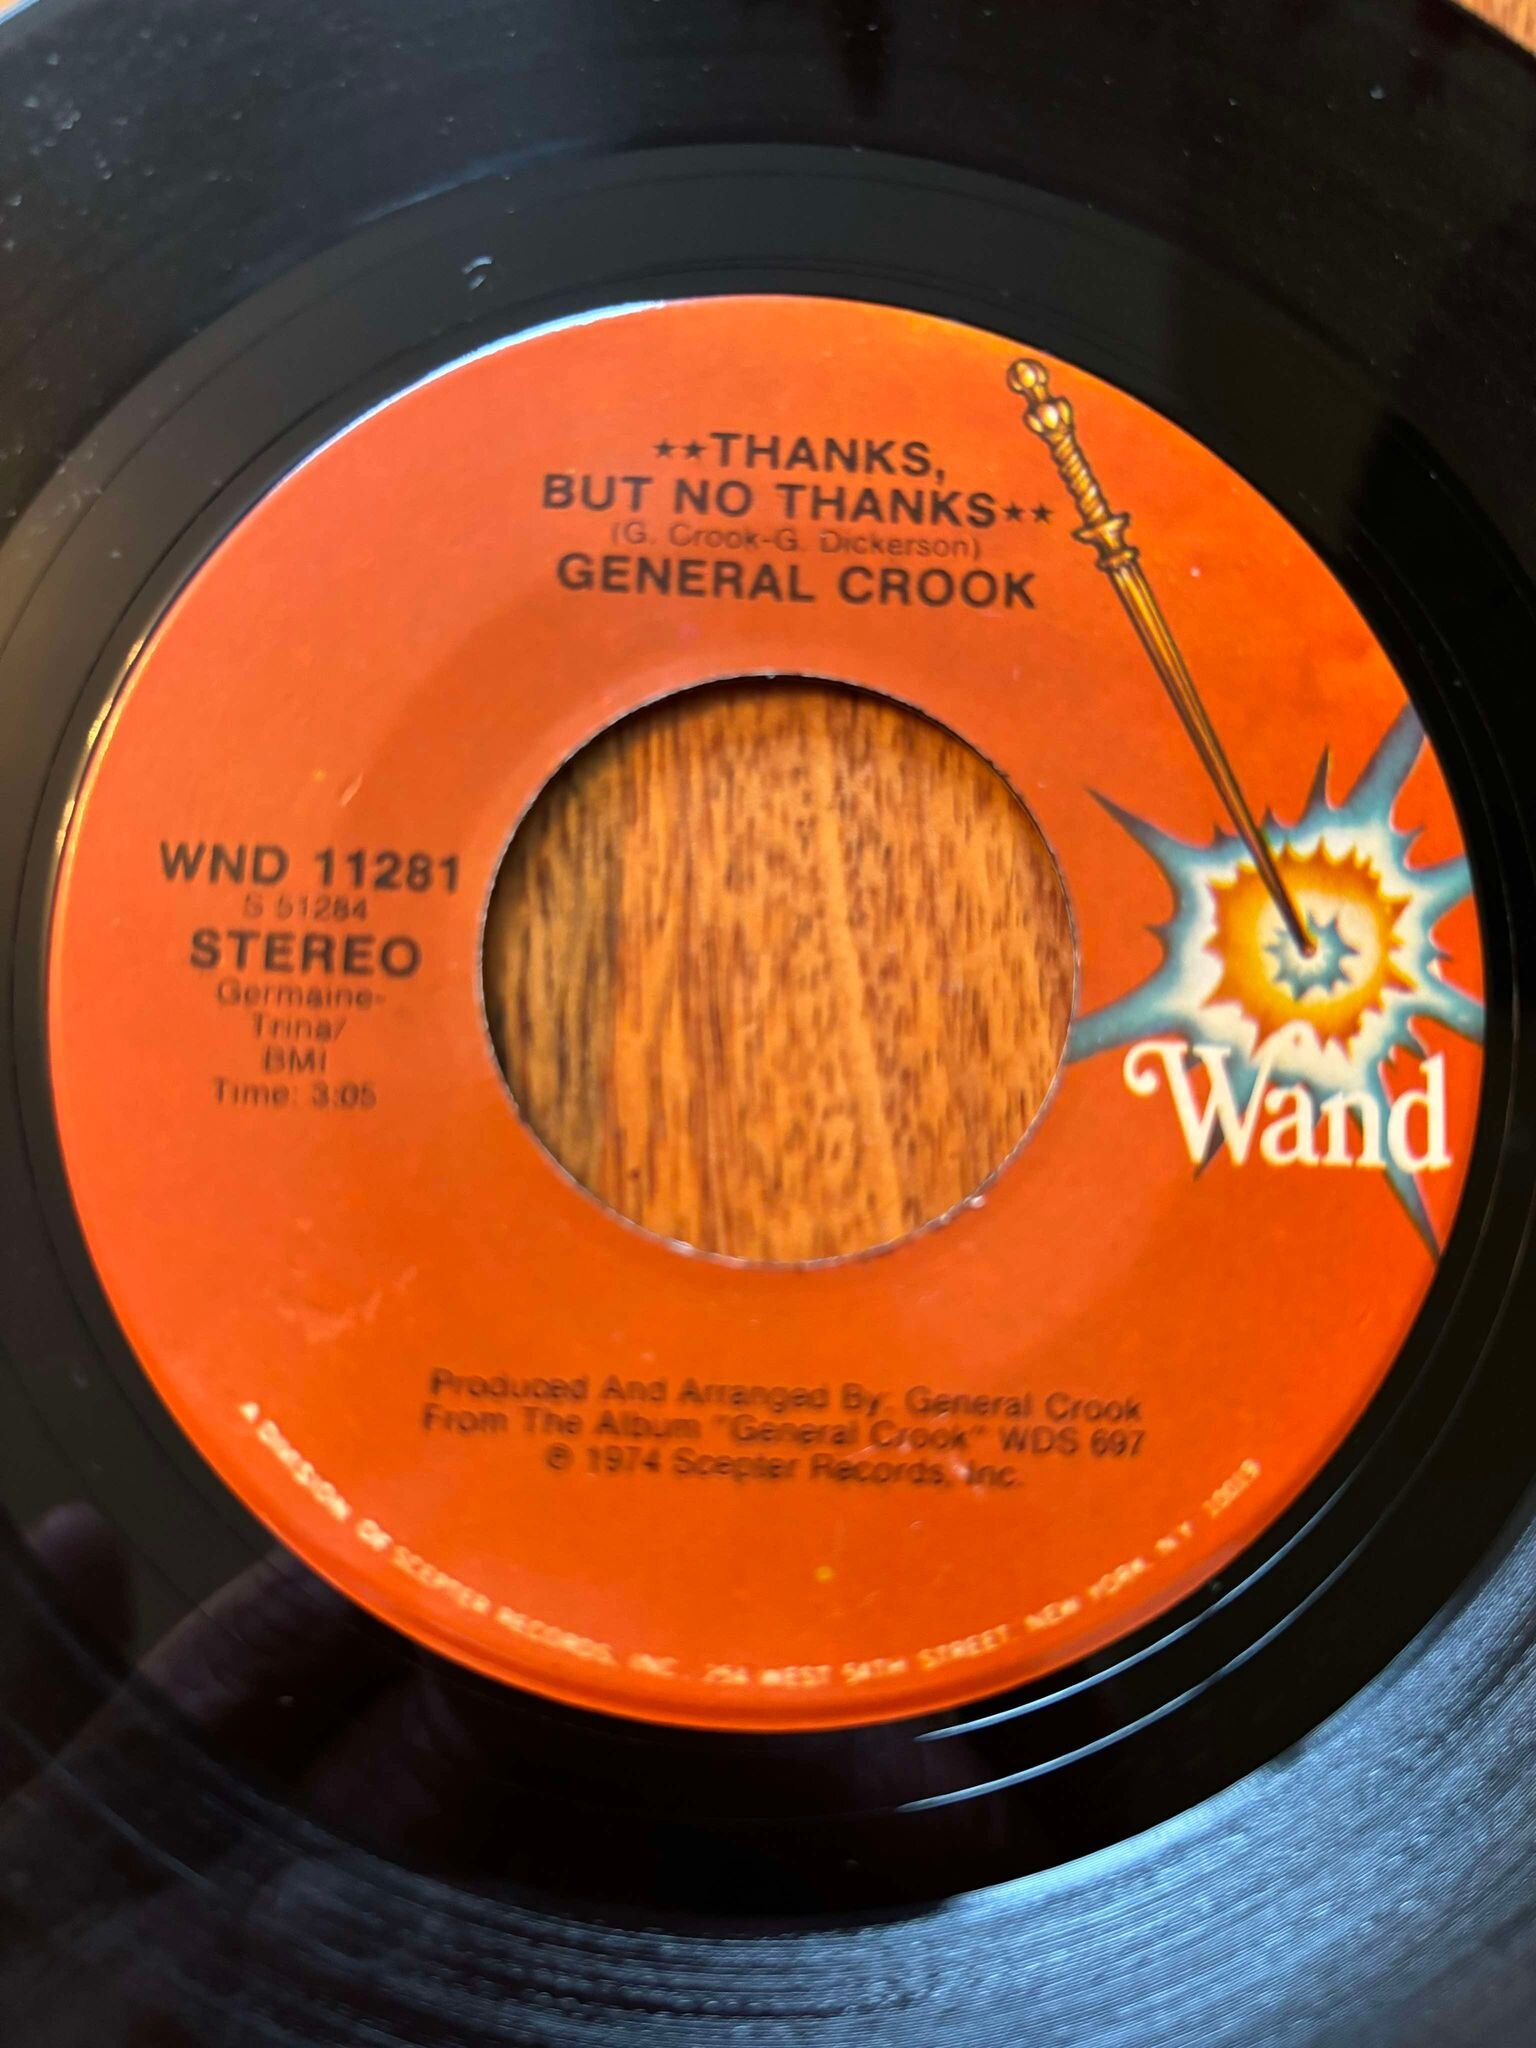 ★★THANKS,
BUT NO THANKS★★
(G. Crook-G. Dickerson)
GENERAL CROOK
WND 11281
S 51284
STEREO
Germaine-
Trina/
BMI
Time: 3:05
Wand
Produced And Arranged By: General Crook
From The Album "General Crook" WDS 697
℗ 1974 Scepter Records, Inc.
A DIVISION OF SCEPTER RECORDS, INC. 254 WEST 54TH STREET, NEW YORK, N.Y. 10019